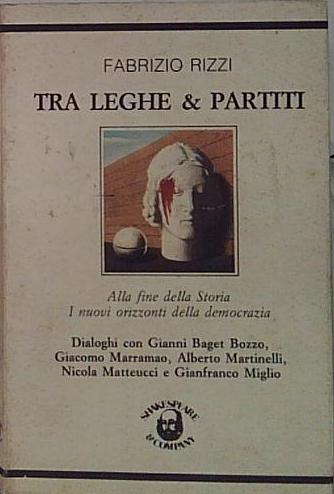 FABRIZIO RIZZI
TRA LEGHE & PARTITI
Alla fine della Storia
I nuovi orizzonti della democrazia
Dialoghi con Gianni Baget Bozzo,
Giacomo Marramao, Alberto Martinelli,
Nicola Matteucci e Gianfranco Miglio
SHAKESPEARE
& COMPANY